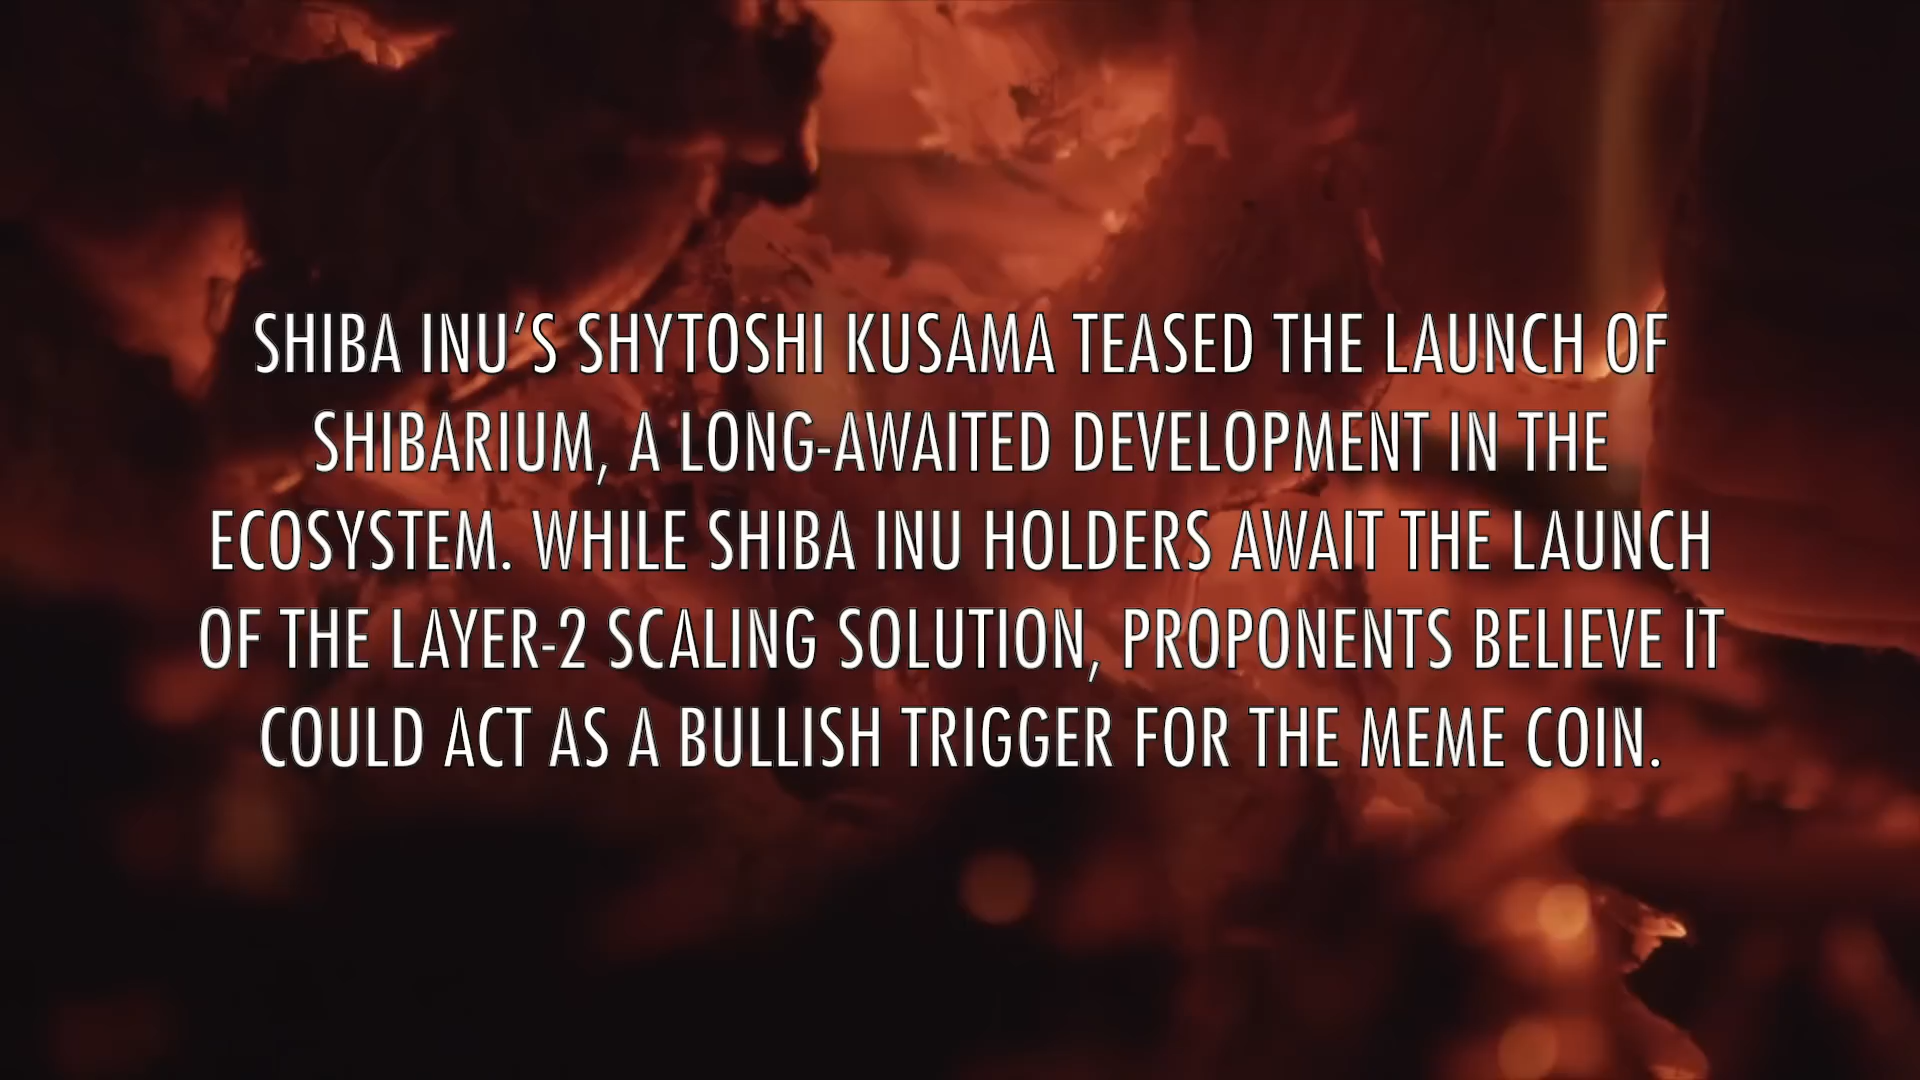 SHIBA INU’S SHYTOSHI KUSAMA TEASED THE LAUNCH OF
SHIBARIUM, A LONG-AWAITED DEVELOPMENT IN THE
ECOSYSTEM. WHILE SHIBA INU HOLDERS AWAIT THE LAUNCH
OF THE LAYER-2 SCALING SOLUTION, PROPONENTS BELIEVE IT
COULD ACT AS A BULLISH TRIGGER FOR THE MEME COIN.